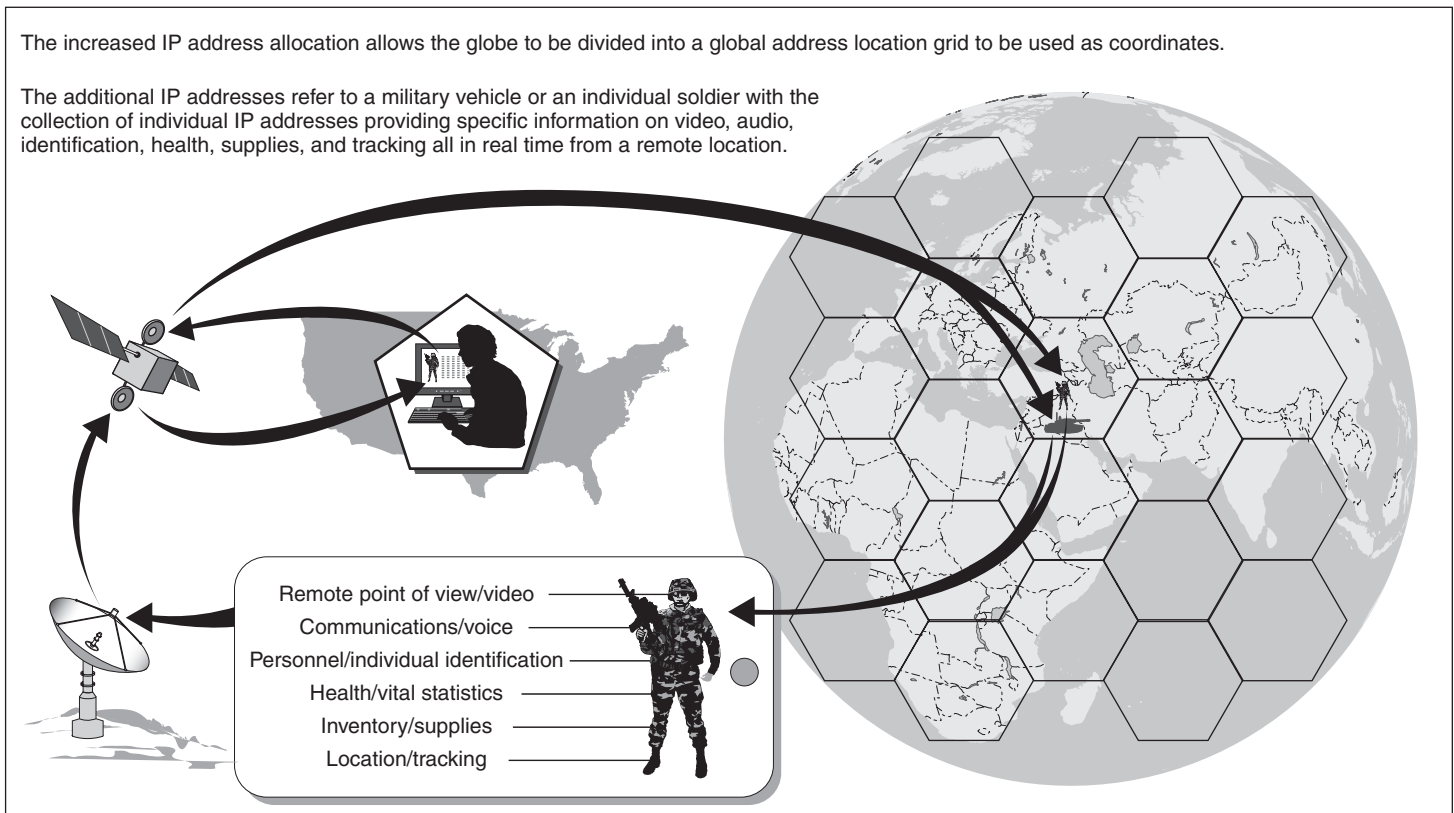 The increased IP address allocation allows the globe to be divided into a global address location grid to be used as coordinates.
The additional IP addresses refer to a military vehicle or an individual soldier with the
collection of individual IP addresses providing specific information on video, audio,
identification, health, supplies, and tracking all in real time from a remote location.
Remote point of view/video
Communications/voice
Personnel/individual identification
Health/vital statistics
Inventory/supplies
Location/tracking